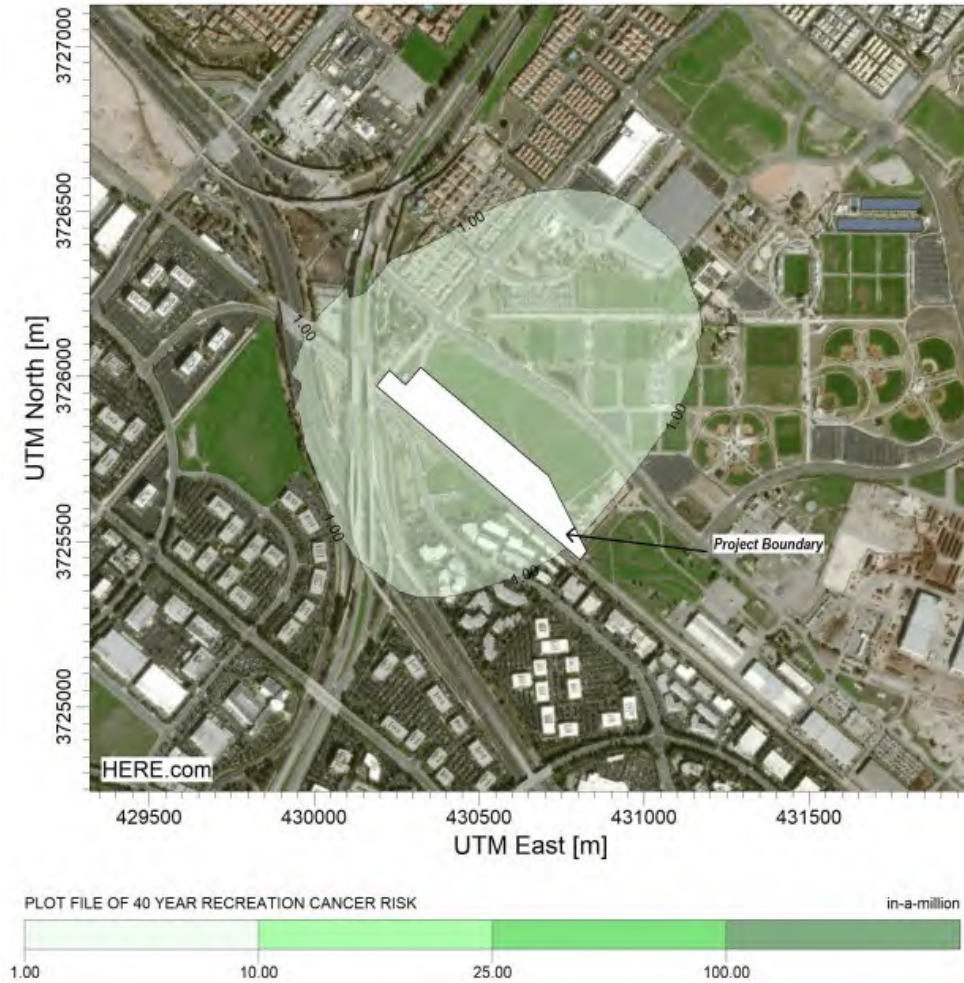 3727000
3726500
3726000
3725500
3725000
UTM North [m]
1.00
1.00
1.00
1.00
1.00
Project Boundary
HERE.com
429500 430000 430500 431000 431500
UTM East [m]
PLOT FILE OF 40 YEAR RECREATION CANCER RISK in-a-million
1.00 10.00 25.00 100.00